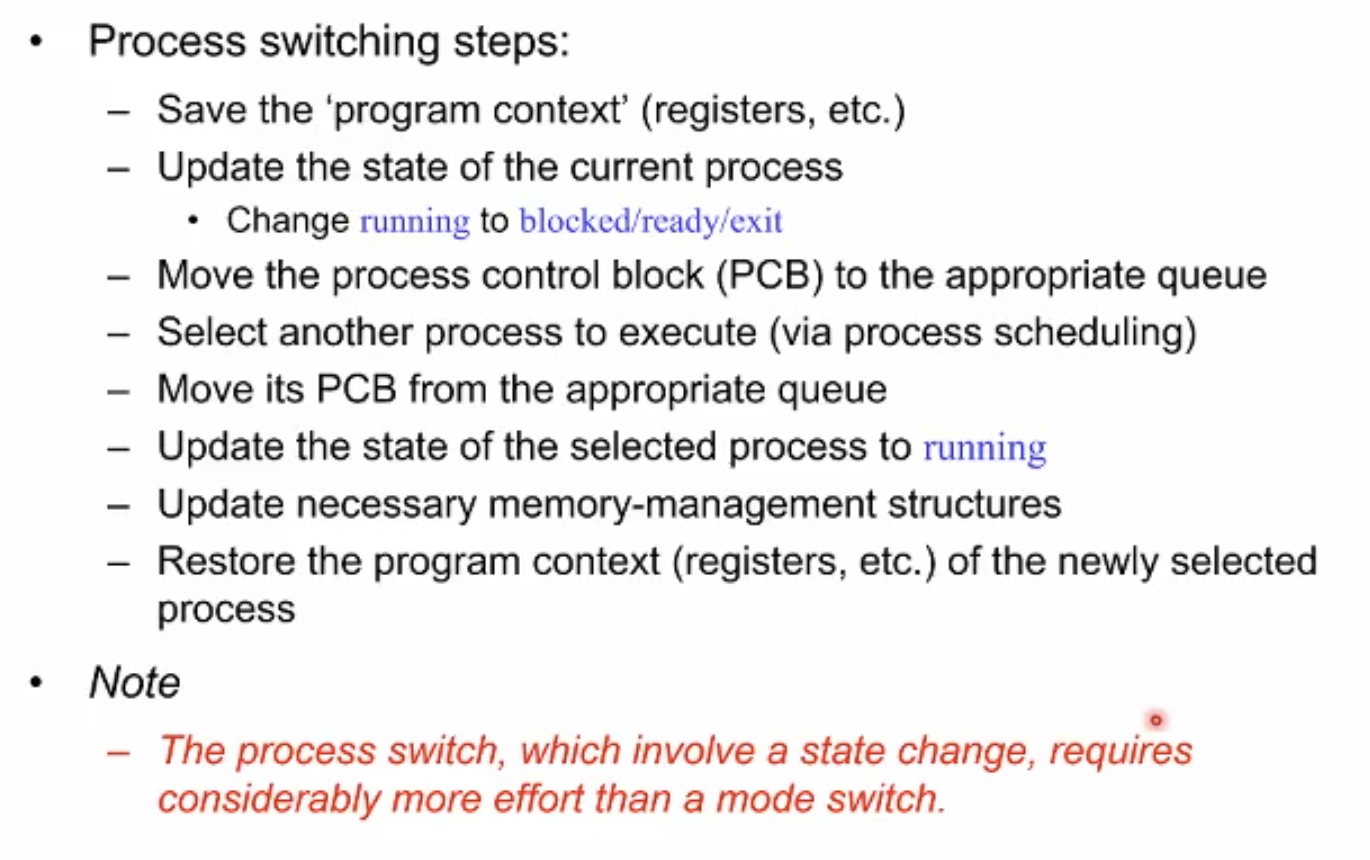 • Process switching steps:
– Save the ‘program context’ (registers, etc.)
– Update the state of the current process
• Change running to blocked/ready/exit
– Move the process control block (PCB) to the appropriate queue
– Select another process to execute (via process scheduling)
– Move its PCB from the appropriate queue
– Update the state of the selected process to running
– Update necessary memory-management structures
– Restore the program context (registers, etc.) of the newly selected
process
• Note
– The process switch, which involve a state change, requires
considerably more effort than a mode switch.